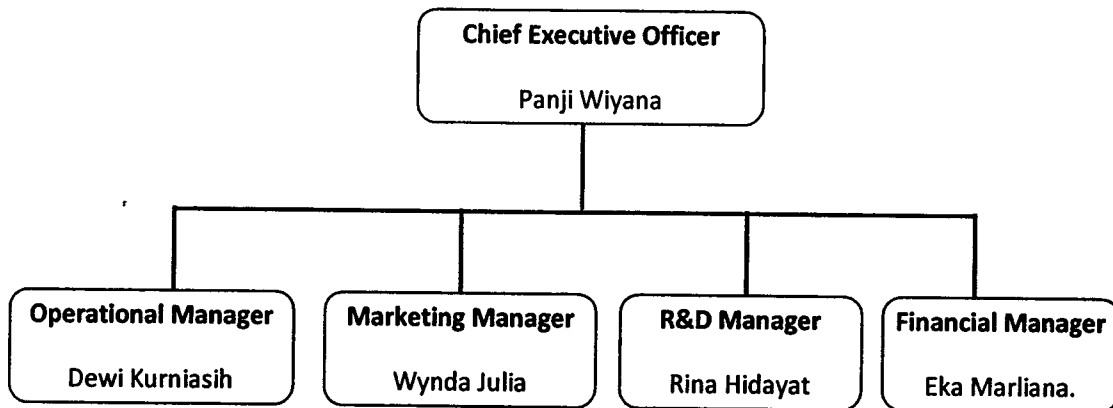 Chief Executive Officer
Panji Wiyana
Operational Manager
Dewi Kurniasih
Marketing Manager
Wynda Julia
R&D Manager
Rina Hidayat
Financial Manager
Eka Marliana.